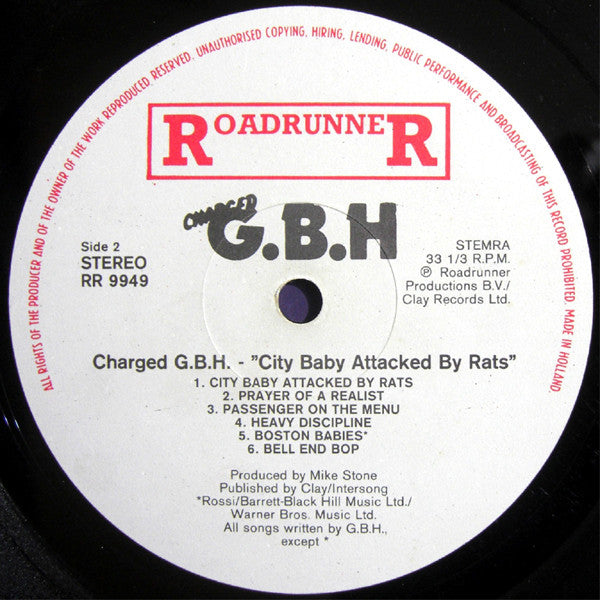 ALL RIGHTS OF THE PRODUCER AND OF THE OWNER OF THE WORK REPRODUCED RESERVED. UNAUTHORISED COPYING, HIRING, LENDING, PUBLIC PERFORMANCE AND BROADCASTING OF THIS RECORD PROHIBITED. MADE IN HOLLAND.
ROADRUNNER
CHARGED
G.B.H
Side 2
STEREO
RR 9949
STEMRA
33 1/3 R.P.M.
℗ Roadrunner
Productions B.V./
Clay Records Ltd.
Charged G.B.H. - "City Baby Attacked By Rats"
1. CITY BABY ATTACKED BY RATS
2. PRAYER OF A REALIST
3. PASSENGER ON THE MENU
4. HEAVY DISCIPLINE
5. BOSTON BABIES*
6. BELL END BOP
Produced by Mike Stone
Published by Clay/Intersong
*Rossi/Barrett-Black Hill Music Ltd./
Warner Bros. Music Ltd.
All songs written by G.B.H.,
except *